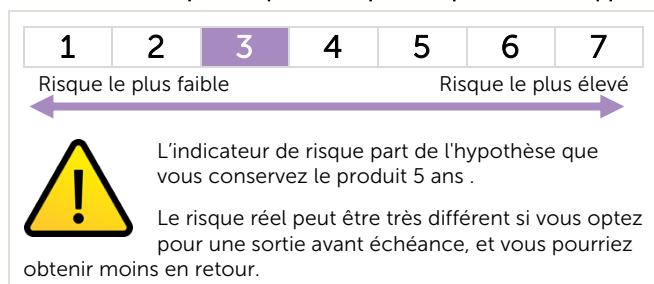 1 2 3 4 5 6 7
Risque le plus faible Risque le plus élevé
L'indicateur de risque part de l'hypothèse que
vous conservez le produit 5 ans .
Le risque réel peut être très différent si vous optez
pour une sortie avant échéance, et vous pourriez
obtenir moins en retour.